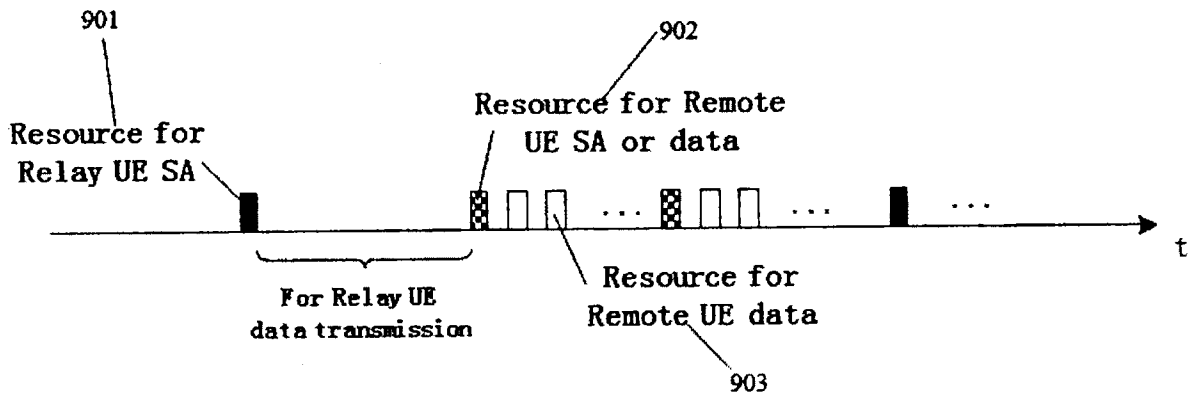 901
902
Resource for
Relay UE SA
Resource for Remote
UE SA or data
...
...
...
t
For Relay UE
data transmission
Resource for
Remote UE data
903